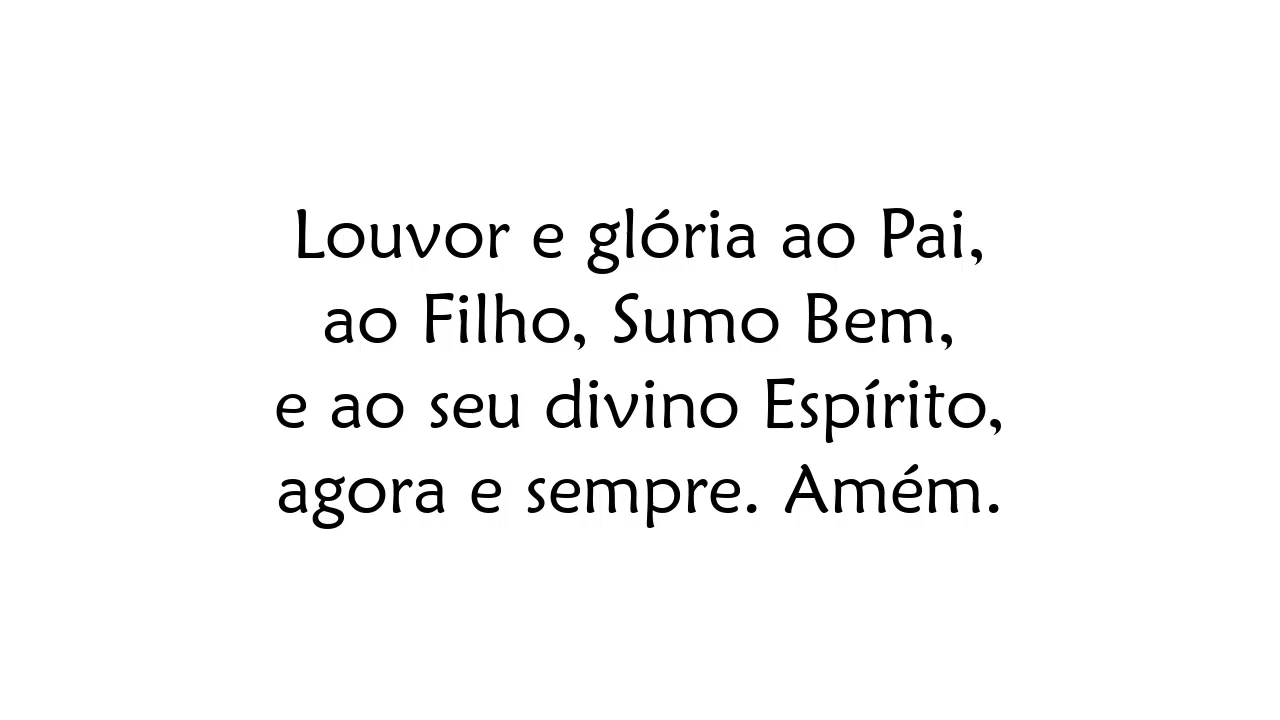 Louvor e glória ao Pai,
ao Filho, Sumo Bem,
e ao seu divino Espírito,
agora e sempre. Amém.